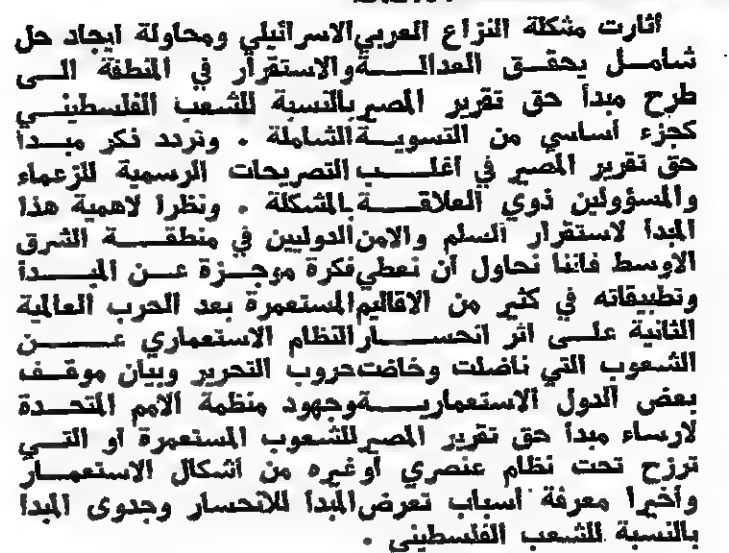 أثارت مشكلة النزاع العربي الاسرائيلي ومحاولة ايجاد حل
شامل يحقق العدالة والاستقرار في المنطقة الى
طرح مبدأ حق تقرير المصير بالنسبة للشعب الفلسطيني
كجزء أساسي من التسوية الشاملة . وتردد ذكر مبدأ
حق تقرير المصير في أغلب التصريحات الرسمية للزعماء
والمسؤولين ذوي العلاقة بالمشكلة . ونظرا لاهمية هذا
المبدأ لاستقرار السلم والامن الدوليين في منطقة الشرق
الاوسط فاننا نحاول أن نعطي فكرة موجزة عن المبدأ
وتطبيقاته في كثير من الاقاليم المستعمرة بعد الحرب العالمية
الثانية على اثر انحسار النظام الاستعماري عن
الشعوب التي ناضلت وخاضت حروب التحرير وبيان موقف
بعض الدول الاستعمارية وجهود منظمة الامم المتحدة
لارساء مبدأ حق تقرير المصير للشعوب المستعمرة أو التي
ترزح تحت نظام عنصري أو غيره من أشكال الاستعمار
وأخيرا معرفة أسباب تعرض المبدأ للانحسار وجدوى المبدأ
بالنسبة للشعب الفلسطيني .